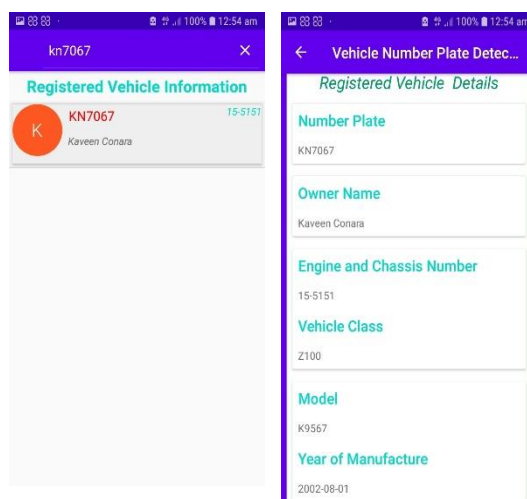 100% 12:54 am
kn7067
Registered Vehicle Information
K
KN7067
15-5151
Kaveen Conara
100% 12:54 am
Vehicle Number Plate Detec...
Registered Vehicle Details
Number Plate
KN7067
Owner Name
Kaveen Conara
Engine and Chassis Number
15-5151
Vehicle Class
Z100
Model
K9567
Year of Manufacture
2002-08-01